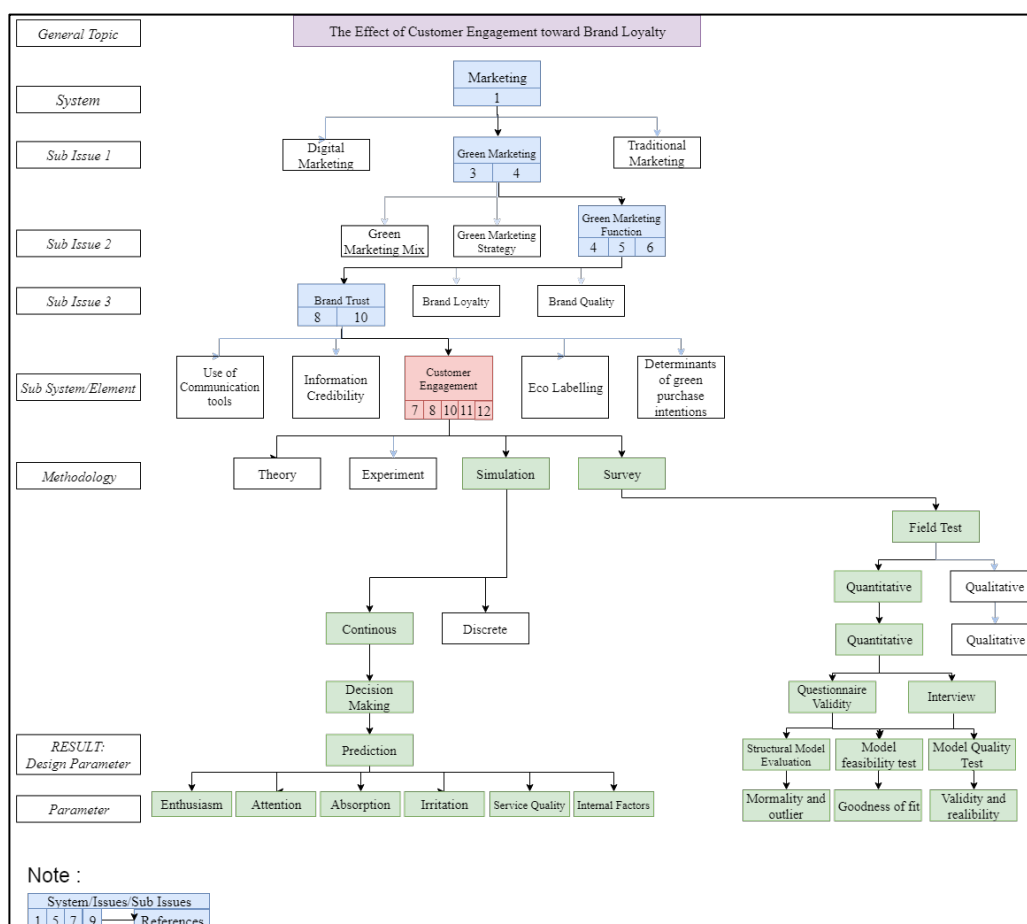 General Topic
The Effect of Customer Engagement toward Brand Loyalty
System
Marketing
1
Sub Issue 1
Digital
Marketing
Green Marketing
3 4
Traditional
Marketing
Sub Issue 2
Green
Marketing Mix
Green Marketing
Strategy
Green Marketing
Function
4 5 6
Sub Issue 3
Brand Trust
8 10
Brand Loyalty
Brand Quality
Sub System/Element
Use of
Communication
tools
Information
Credibility
Customer
Engagement
7 8 10 11 12
Eco Labelling
Determinants
of green
purchase
intentions
Methodology
Theory
Experiment
Simulation
Survey
Field Test
Quantitative
Qualitative
Continous
Discrete
Quantitative
Qualitative
Decision
Making
Questionnaire
Validity
Interview
RESULT:
Design Parameter
Prediction
Structural Model
Evaluation
Model
feasibility test
Model Quality
Test
Parameter
Enthusiasm
Attention
Absorption
Irritation
Service Quality
Internal Factors
Mormality and
outlier
Goodness of fit
Validity and
realibility
Note :
System/Issues/Sub Issues
1 5 7 9 References